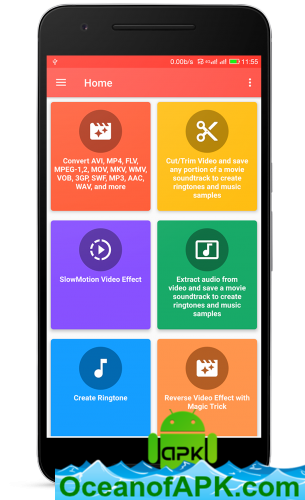 0.00b/s 4G 11:55
Home
Convert AVI, MP4, FLV,
MPEG-1,2, MOV, MKV, WMV,
VOB, 3GP, SWF, MP3, AAC,
WAV, and more
Cut/Trim Video and save
any portion of a movie
soundtrack to create
ringtones and music
samples
SlowMotion Video Effect
Extract audio from
video and save a movie
soundtrack to create
ringtones and music
samples
Create Ringtone
Reverse Video Effect with
Magic Trick
apk
OceanofAPK.com